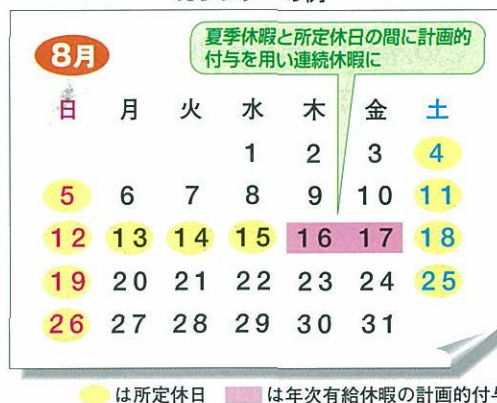 8月
夏季休暇と所定休日の間に計画的
付与を用い連続休暇に
日 月 火 水 木 金 土
1 2 3 4
5 6 7 8 9 10 11
12 13 14 15 16 17 18
19 20 21 22 23 24 25
26 27 28 29 30 31
は所定休日 は年次有給休暇の計画的付与